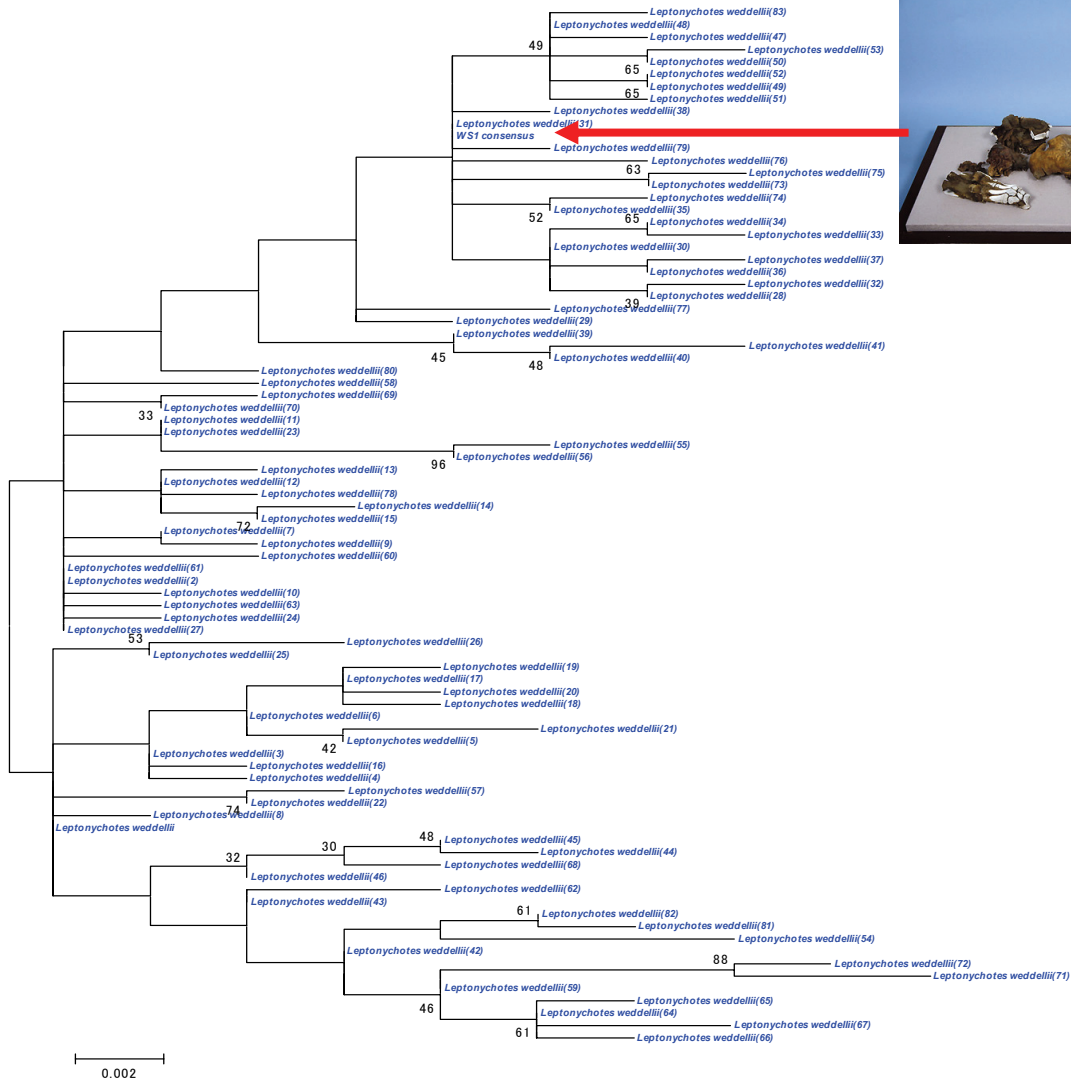 Leptonychotes weddellii(83)
Leptonychotes weddellii(48)
Leptonychotes weddellii(47)
49
Leptonychotes weddellii(53)
Leptonychotes weddellii(50)
65
Leptonychotes weddellii(52)
Leptonychotes weddellii(49)
65
Leptonychotes weddellii(51)
Leptonychotes weddellii(38)
Leptonychotes weddellii(31)
WS1 consensus
Leptonychotes weddellii(79)
Leptonychotes weddellii(76)
63
Leptonychotes weddellii(75)
Leptonychotes weddellii(73)
Leptonychotes weddellii(74)
Leptonychotes weddellii(35)
52
65
Leptonychotes weddellii(34)
Leptonychotes weddellii(33)
Leptonychotes weddellii(30)
Leptonychotes weddellii(37)
Leptonychotes weddellii(36)
Leptonychotes weddellii(32)
Leptonychotes weddellii(28)
39
Leptonychotes weddellii(77)
Leptonychotes weddellii(29)
Leptonychotes weddellii(39)
45
Leptonychotes weddellii(41)
Leptonychotes weddellii(40)
48
Leptonychotes weddellii(80)
Leptonychotes weddellii(58)
Leptonychotes weddellii(69)
Leptonychotes weddellii(70)
33
Leptonychotes weddellii(11)
Leptonychotes weddellii(23)
Leptonychotes weddellii(55)
Leptonychotes weddellii(56)
96
Leptonychotes weddellii(13)
Leptonychotes weddellii(12)
Leptonychotes weddellii(78)
Leptonychotes weddellii(14)
Leptonychotes weddellii(15)
72
Leptonychotes weddellii(7)
Leptonychotes weddellii(9)
Leptonychotes weddellii(60)
Leptonychotes weddellii(61)
Leptonychotes weddellii(2)
Leptonychotes weddellii(10)
Leptonychotes weddellii(63)
Leptonychotes weddellii(24)
Leptonychotes weddellii(27)
53
Leptonychotes weddellii(26)
Leptonychotes weddellii(25)
Leptonychotes weddellii(19)
Leptonychotes weddellii(17)
Leptonychotes weddellii(20)
Leptonychotes weddellii(18)
Leptonychotes weddellii(6)
Leptonychotes weddellii(21)
Leptonychotes weddellii(5)
42
Leptonychotes weddellii(3)
Leptonychotes weddellii(16)
Leptonychotes weddellii(4)
Leptonychotes weddellii(57)
Leptonychotes weddellii(22)
74
Leptonychotes weddellii(8)
Leptonychotes weddellii
48
Leptonychotes weddellii(45)
30
Leptonychotes weddellii(44)
32
Leptonychotes weddellii(68)
Leptonychotes weddellii(46)
Leptonychotes weddellii(62)
Leptonychotes weddellii(43)
61
Leptonychotes weddellii(82)
Leptonychotes weddellii(81)
Leptonychotes weddellii(54)
Leptonychotes weddellii(42)
88
Leptonychotes weddellii(72)
Leptonychotes weddellii(71)
Leptonychotes weddellii(59)
46
Leptonychotes weddellii(65)
Leptonychotes weddellii(64)
Leptonychotes weddellii(67)
61
Leptonychotes weddellii(66)
0.002